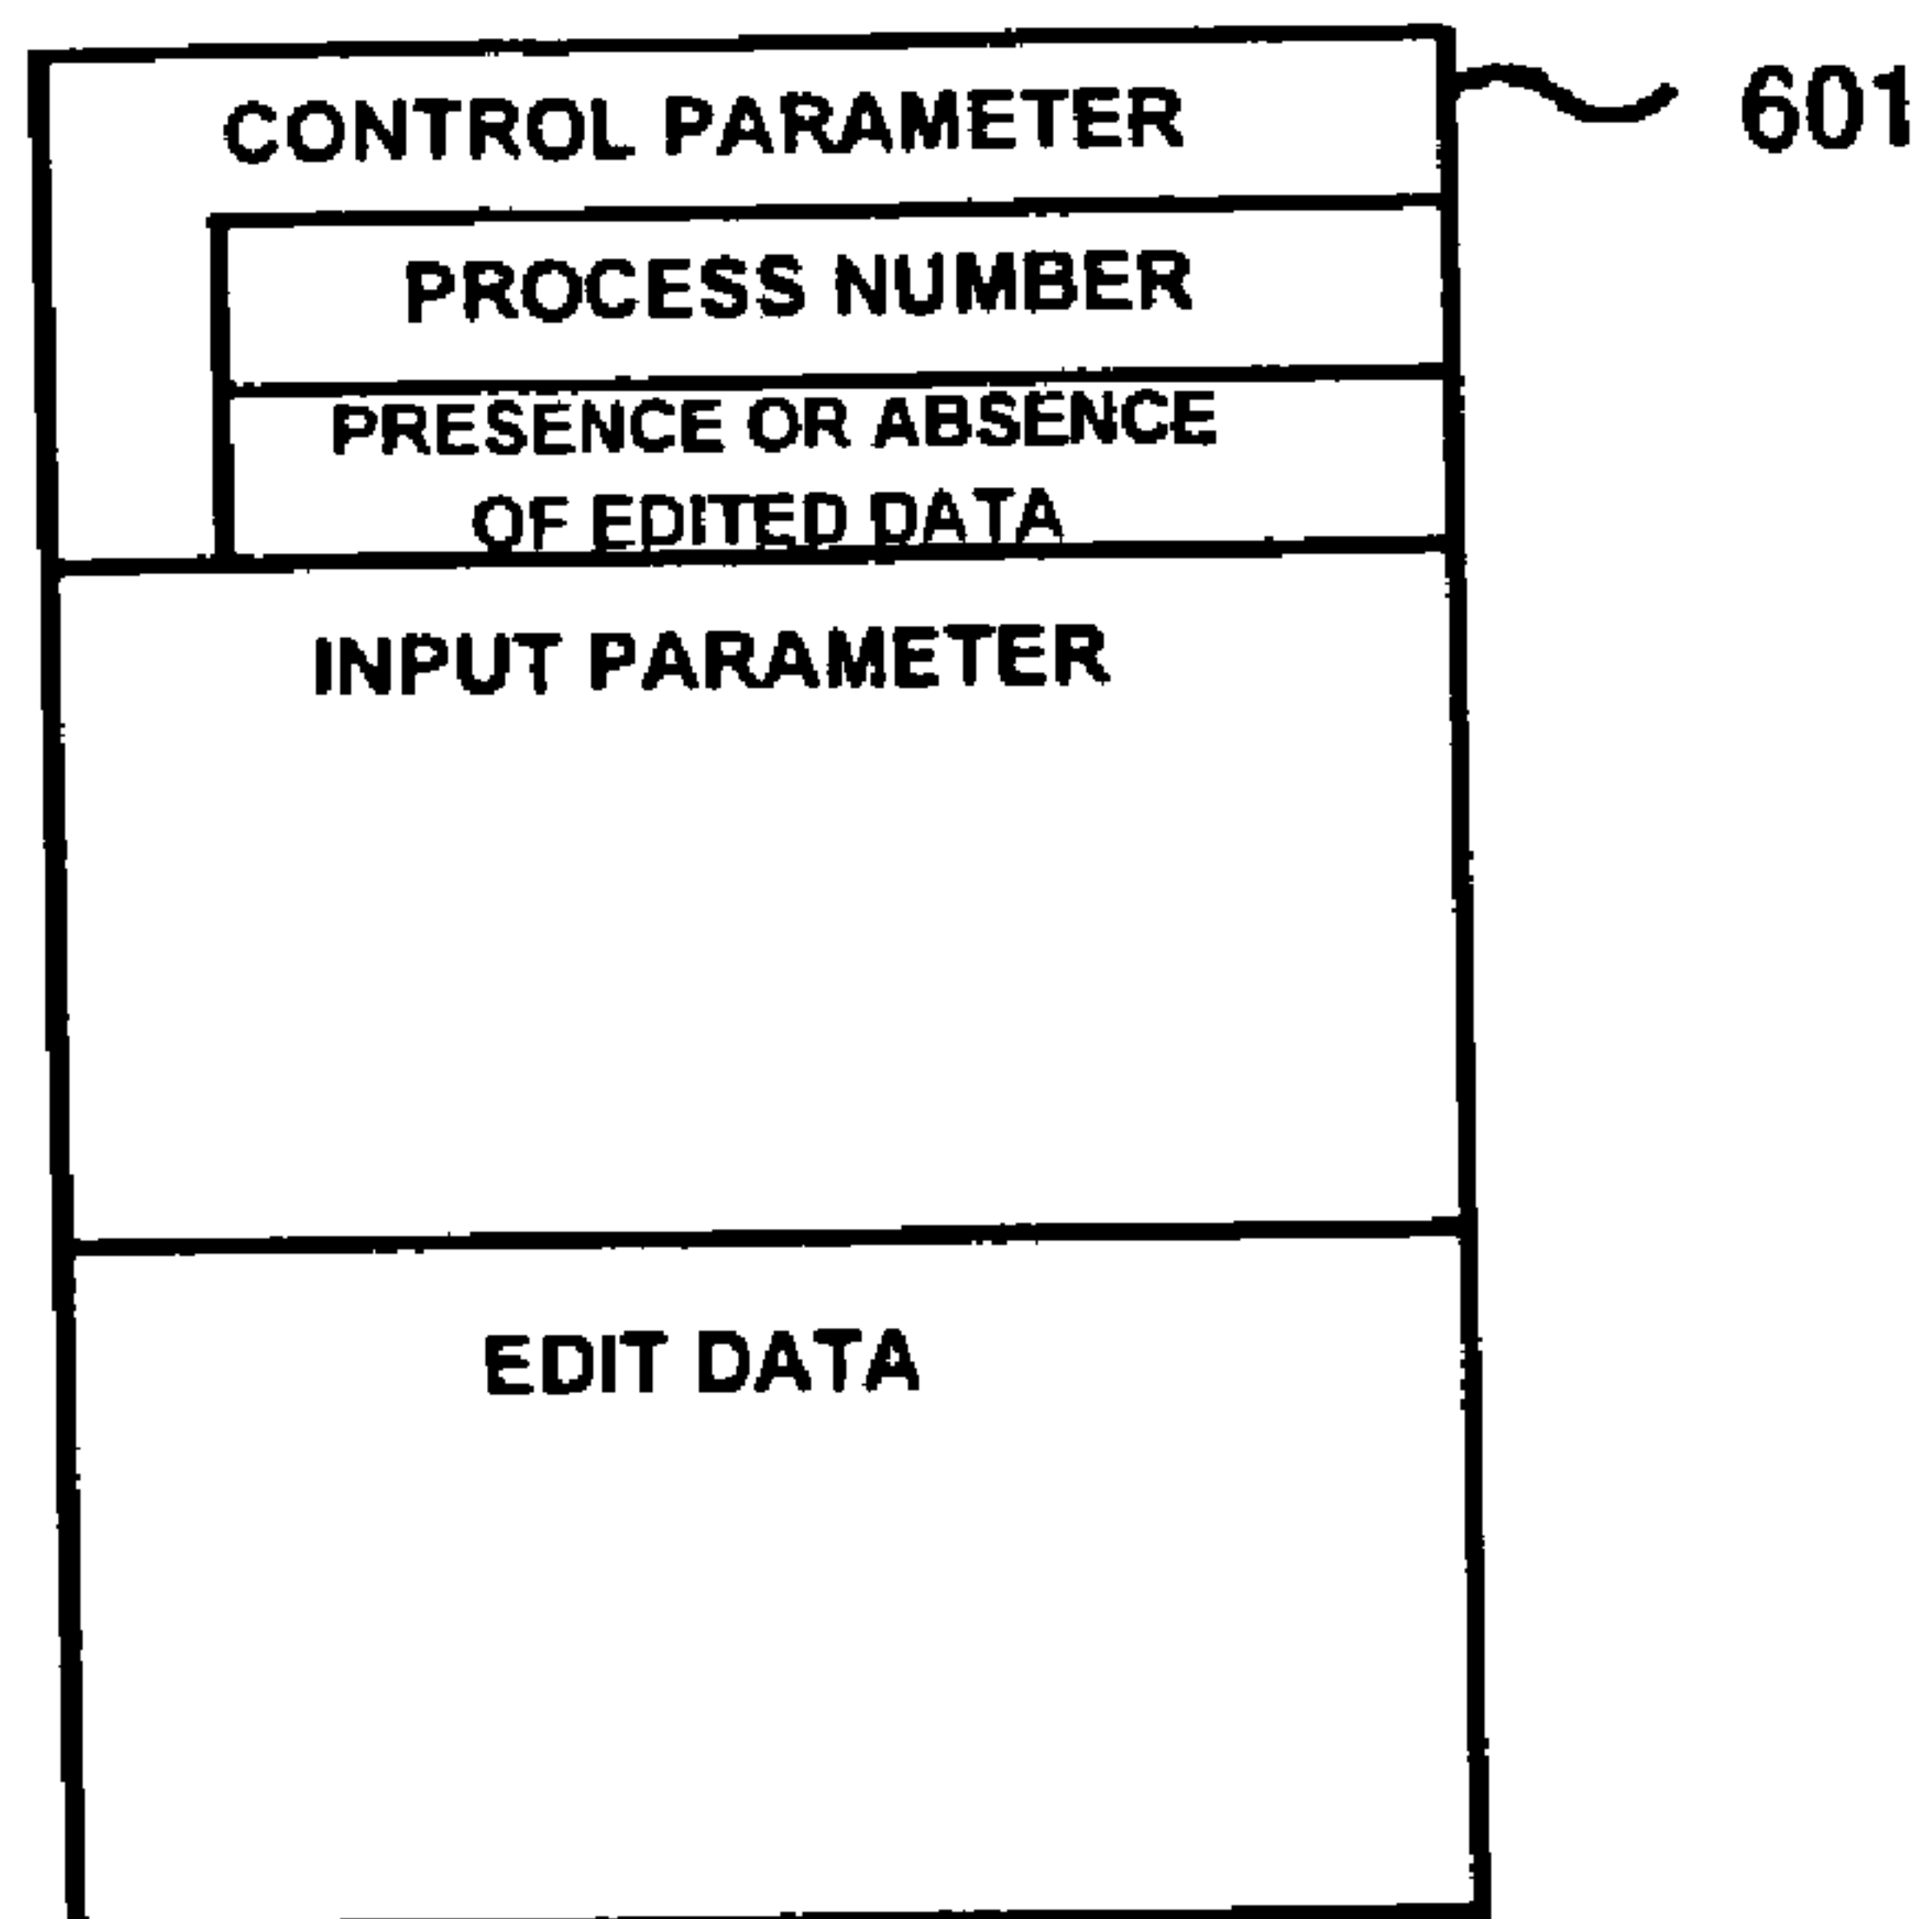 CONTROL PARAMETER
601
PROCESS NUMBER
PRESENCE OR ABSENCE
OF EDITED DATA
INPUT PARAMETER
EDIT DATA